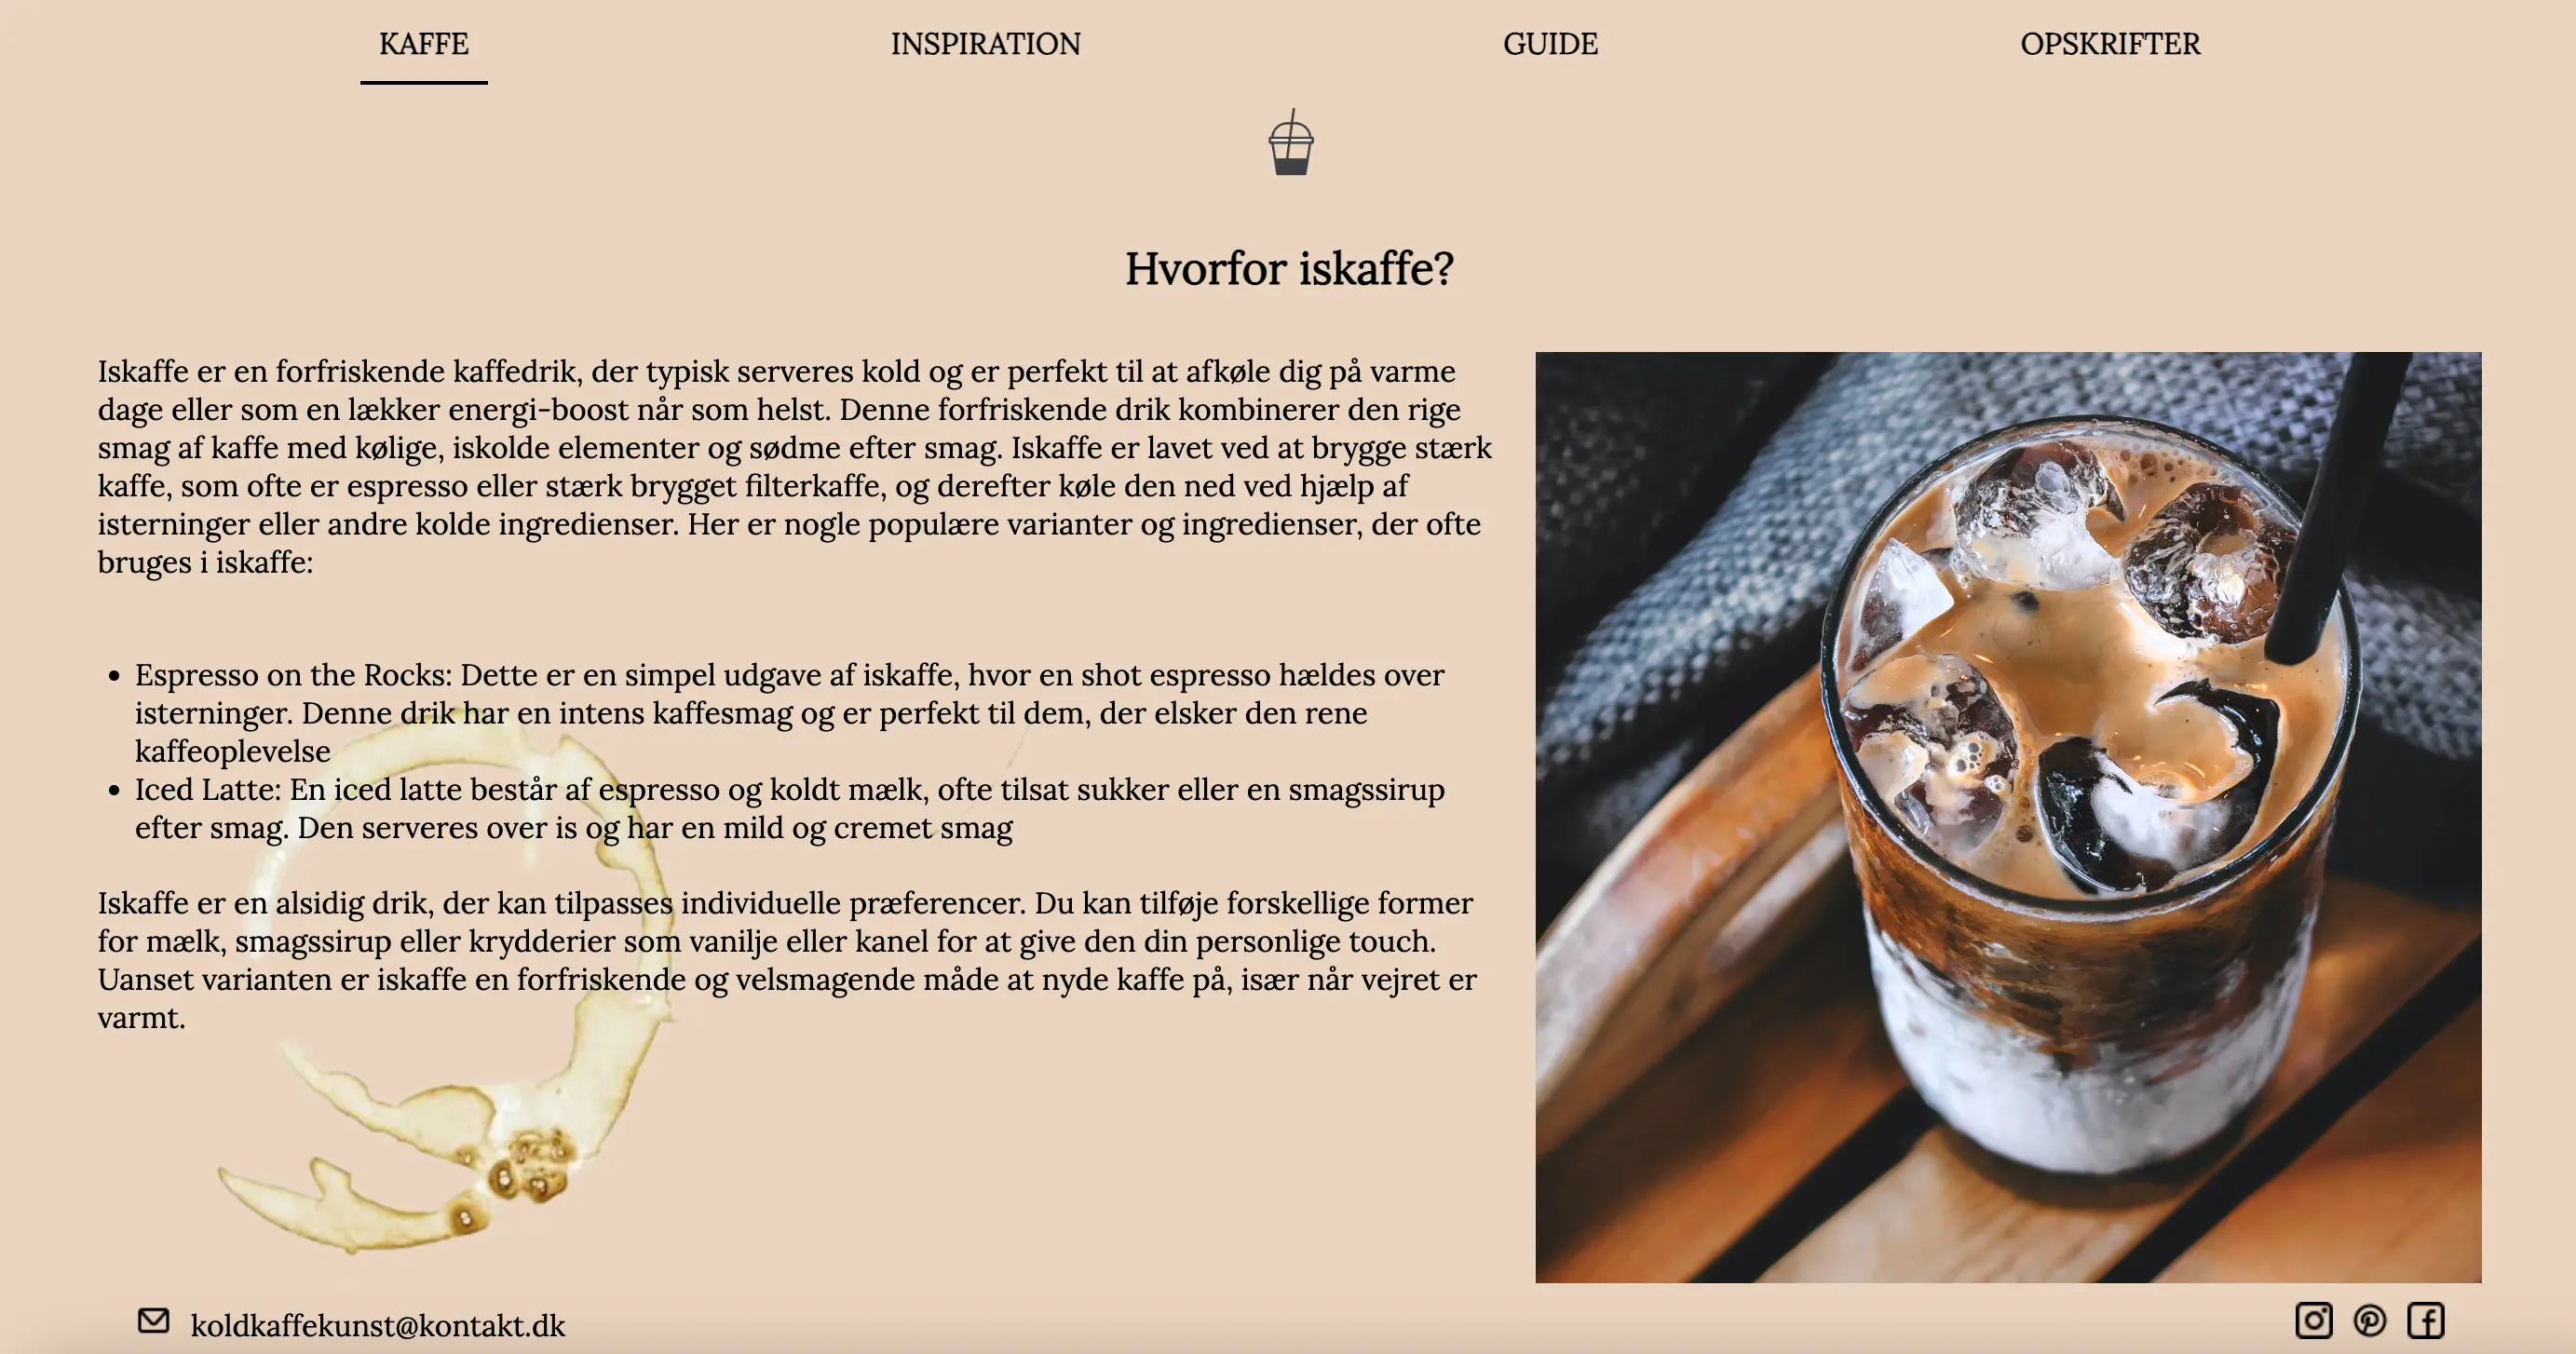 KAFFE
INSPIRATION
GUIDE
OPSKRIFTER
Hvorfor iskaffe?
Iskaffe er en forfriskende kaffedrik, der typisk serveres kold og er perfekt til at afkøle dig på varme
dage eller som en lækker energi-boost når som helst. Denne forfriskende drik kombinerer den rige
smag af kaffe med kølige, iskolde elementer og sødme efter smag. Iskaffe er lavet ved at brygge stærk
kaffe, som ofte er espresso eller stærk brygget filterkaffe, og derefter køle den ned ved hjælp af
isterninger eller andre kolde ingredienser. Her er nogle populære varianter og ingredienser, der ofte
bruges i iskaffe:
• Espresso on the Rocks: Dette er en simpel udgave af iskaffe, hvor en shot espresso hældes over
isterninger. Denne drik har en intens kaffesmag og er perfekt til dem, der elsker den rene
kaffeoplevelse
• Iced Latte: En iced latte består af espresso og koldt mælk, ofte tilsat sukker eller en smagssirup
efter smag. Den serveres over is og har en mild og cremet smag
Iskaffe er en alsidig drik, der kan tilpasses individuelle præferencer. Du kan tilføje forskellige former
for mælk, smagssirup eller krydderier som vanilje eller kanel for at give den din personlige touch.
Uanset varianten er iskaffe en forfriskende og velsmagende måde at nyde kaffe på, især når vejret er
varmt.
koldkaffekunst@kontakt.dk